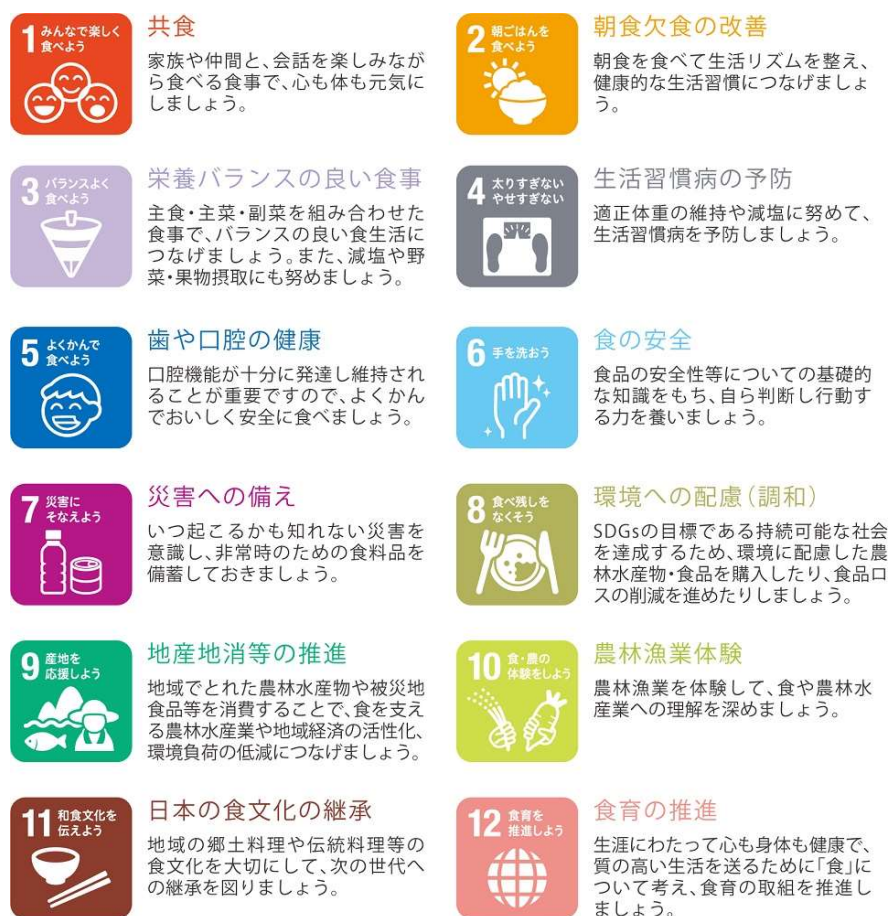 1 みんなで楽しく
食べよう
共食
家族や仲間と、会話を楽しみなが
ら食べる食事で、心も体も元気に
しましょう。
2 朝ごはんを
食べよう
朝食欠食の改善
朝食を食べて生活リズムを整え、
健康的な生活習慣につなげましょ
う。
3 バランスよく
食べよう
栄養バランスの良い食事
主食・主菜・副菜を組み合わせた
食事で、バランスの良い食生活に
つなげましょう。また、減塩や野
菜・果物摂取にも努めましょう。
4 太りすぎない
やせすぎない
生活習慣病の予防
適正体重の維持や減塩に努めて、
生活習慣病を予防しましょう。
5 よくかんで
食べよう
歯や口腔の健康
口腔機能が十分に発達し維持され
ることが重要ですので、よくかん
でおいしく安全に食べましょう。
6 手を洗おう
食の安全
食品の安全性等についての基礎的
な知識をもち、自ら判断し行動す
る力を養いましょう。
7 災害に
そなえよう
災害への備え
いつ起こるかも知れない災害を
意識し、非常時のための食料品を
備蓄しておきましょう。
8 食べ残しを
なくそう
環境への配慮(調和)
SDGsの目標である持続可能な社会
を達成するため、環境に配慮した農
林水産物・食品を購入したり、食品ロ
スの削減を進めたりしましょう。
9 産地を
応援しよう
地産地消等の推進
地域でとれた農林水産物や被災地
食品等を消費することで、食を支え
る農林水産業や地域経済の活性化、
環境負荷の低減につなげましょう。
10 食・農の
体験をしよう
農林漁業体験
農林漁業を体験して、食や農林水
産業への理解を深めましょう。
11 和食文化を
伝えよう
日本の食文化の継承
地域の郷土料理や伝統料理等の
食文化を大切にして、次の世代へ
の継承を図りましょう。
12 食育を
推進しよう
食育の推進
生涯にわたって心も身体も健康で、
質の高い生活を送るために「食」に
ついて考え、食育の取組を推進し
ましょう。